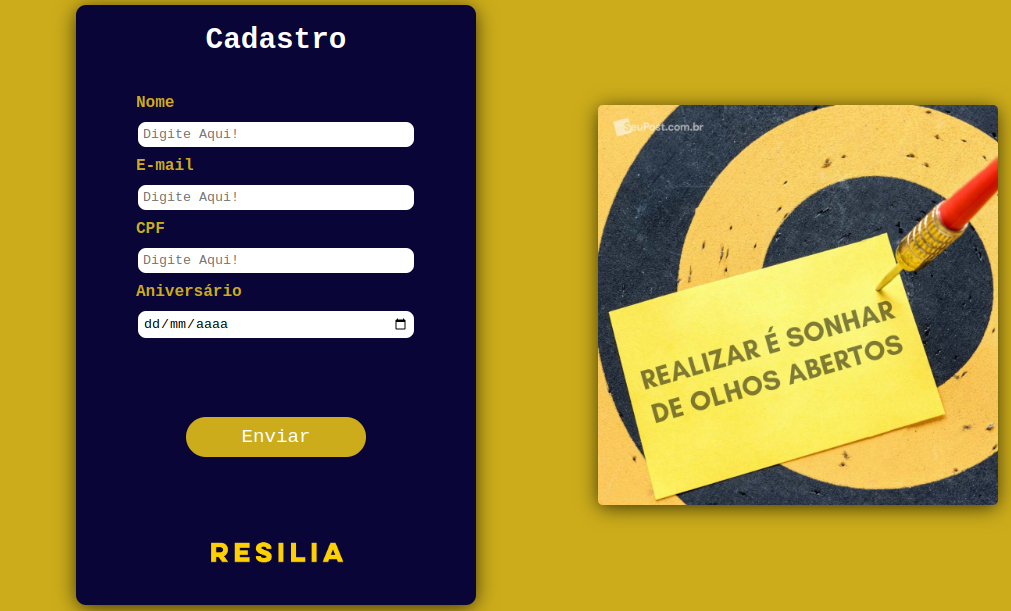 Cadastro
Nome
Digite Aqui!
E-mail
Digite Aqui!
CPF
Digite Aqui!
Aniversário
dd/mm/aaaa
Enviar
RESILIA
SeuPost.com.br
REALIZAR É SONHAR
DE OLHOS ABERTOS